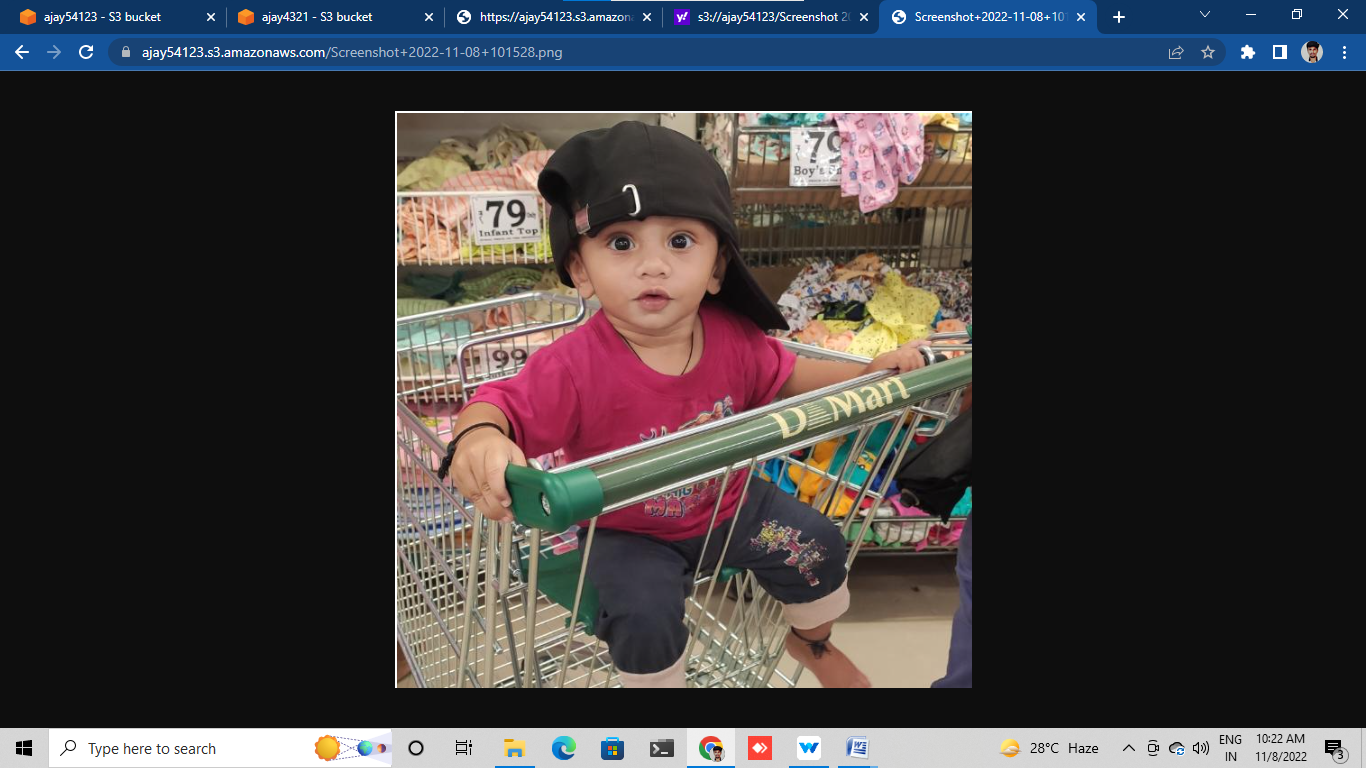 ajay54123 - S3 bucket
ajay4321 - S3 bucket
https://ajay54123.s3.amazona
s3://ajay54123/Screenshot 20
Screenshot+2022-11-08+101
ajay54123.s3.amazonaws.com/Screenshot+2022-11-08+101528.png
79
Boy's
79
Infant Top
99
D Mart
Type here to search
28°C Haze
ENG
IN
10:22 AM
11/8/2022
3